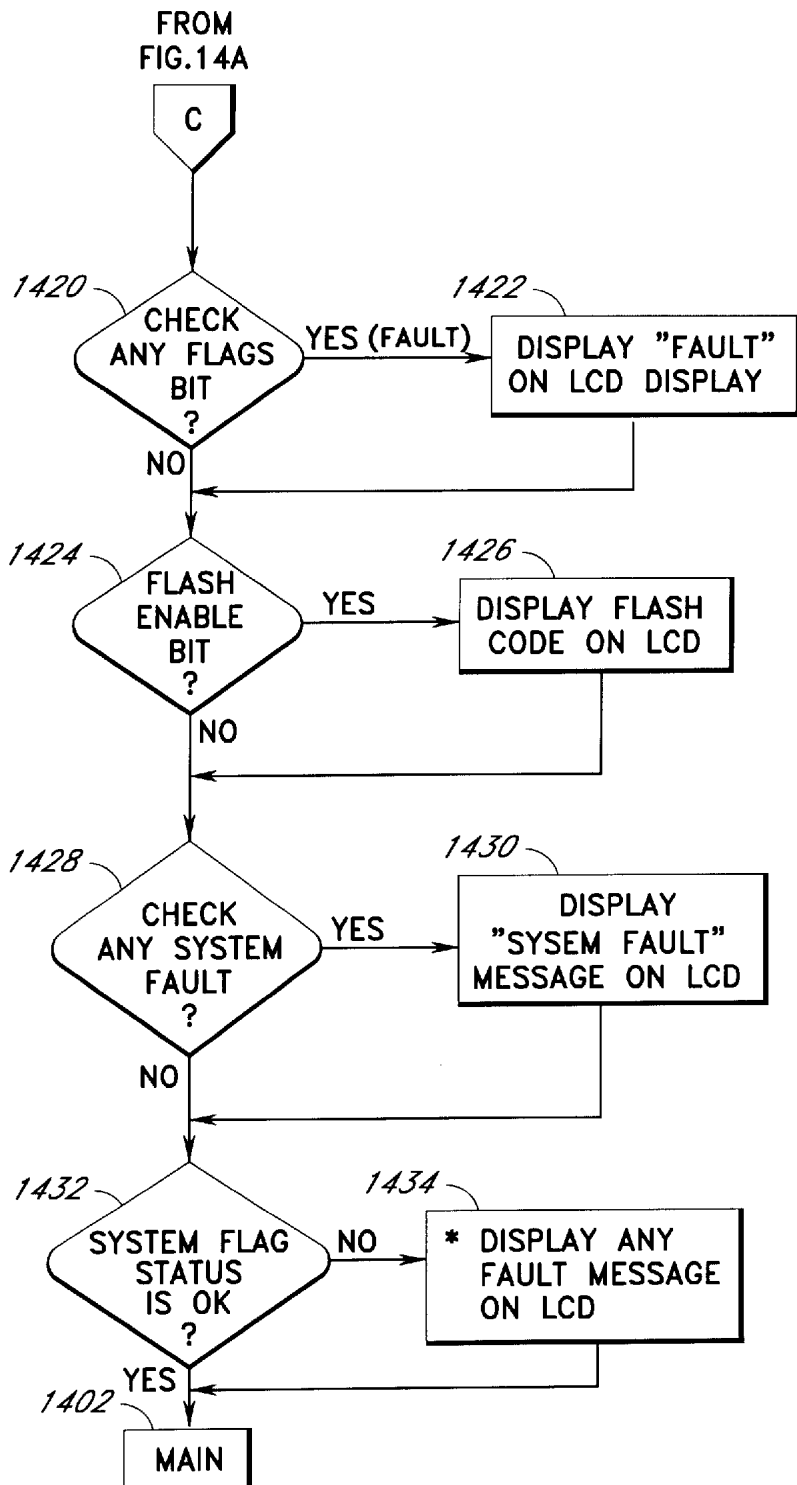 FROM
FIG.14A
C
1420
CHECK
ANY FLAGS
BIT
?
YES (FAULT)
1422
DISPLAY "FAULT"
ON LCD DISPLAY
NO
1424
FLASH
ENABLE
BIT
?
YES
1426
DISPLAY FLASH
CODE ON LCD
NO
1428
CHECK
ANY SYSTEM
FAULT
?
YES
1430
DISPLAY
"SYSEM FAULT"
MESSAGE ON LCD
NO
1432
SYSTEM FLAG
STATUS
IS OK
?
NO
1434
* DISPLAY ANY
FAULT MESSAGE
ON LCD
YES
1402
MAIN